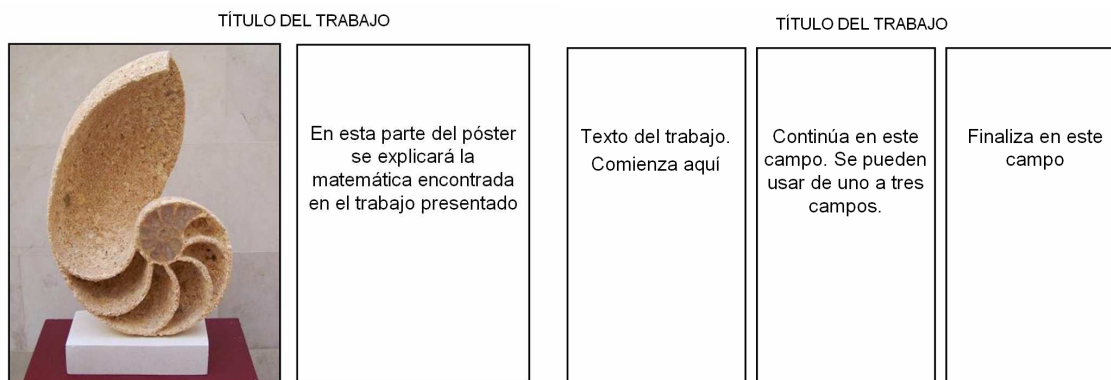 TÍTULO DEL TRABAJO
En esta parte del póster
se explicará la
matemática encontrada
en el trabajo presentado
TÍTULO DEL TRABAJO
Texto del trabajo.
Comienza aquí
Continúa en este
campo. Se pueden
usar de uno a tres
campos.
Finaliza en este
campo